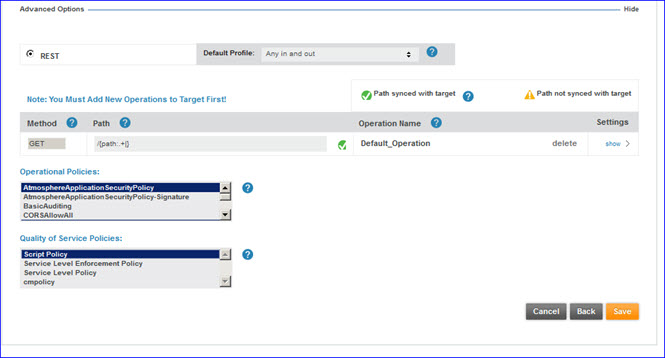 Advanced Options
Hide
REST
Default Profile: Any in and out ?
Note: You Must Add New Operations to Target First!
Path synced with target ?
Path not synced with target
Method ? Path ? Operation Name ? Settings
GET /{path:.+|} Default_Operation delete show >
Operational Policies:
AtmosphereApplicationSecurityPolicy ?
AtmosphereApplicationSecurityPolicy-Signature
BasicAuditing
CORSAllowAll
Quality of Service Policies:
Script Policy ?
Service Level Enforcement Policy
Service Level Policy
cmpolicy
Cancel Back Save